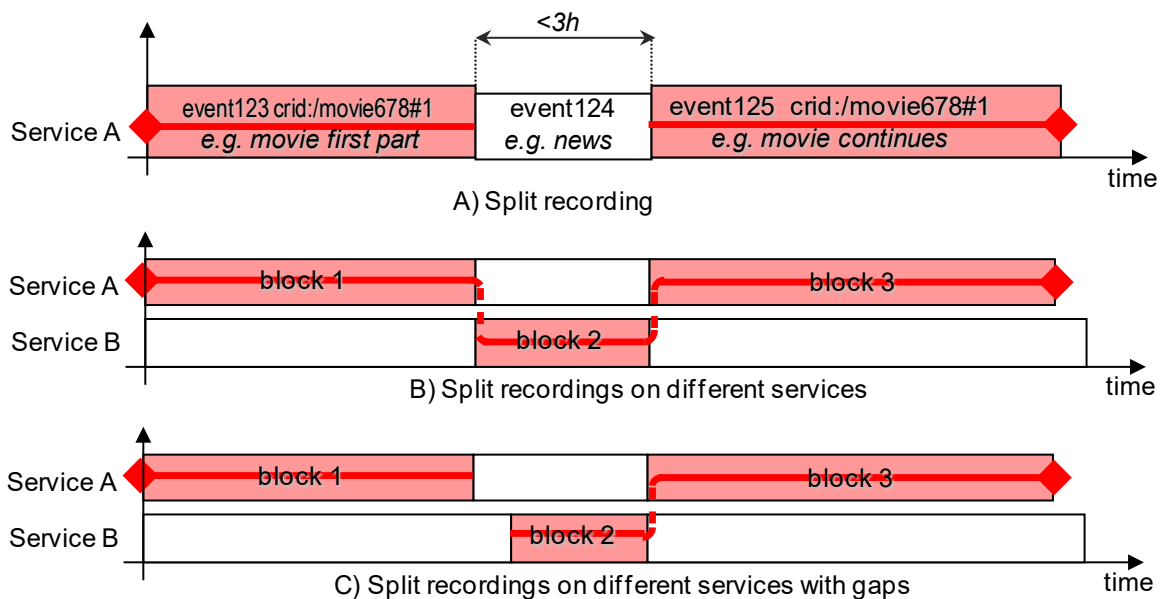 <3h
event123 crid:/movie678#1
event124
event125 crid:/movie678#1
Service A
e.g. movie first part
e.g. news
e.g. movie continues
time
A) Split recording
Service A
block 1
block 3
Service B
block 2
time
B) Split recordings on different services
Service A
block 1
block 3
Service B
block 2
time
C) Split recordings on different services with gaps